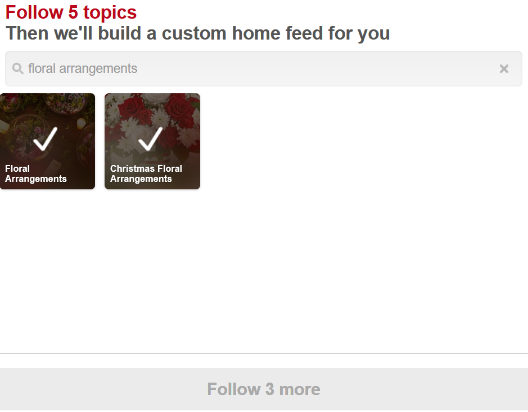 Follow 5 topics
Then we'll build a custom home feed for you
floral arrangements
Floral
Arrangements
Christmas Floral
Arrangements
Follow 3 more